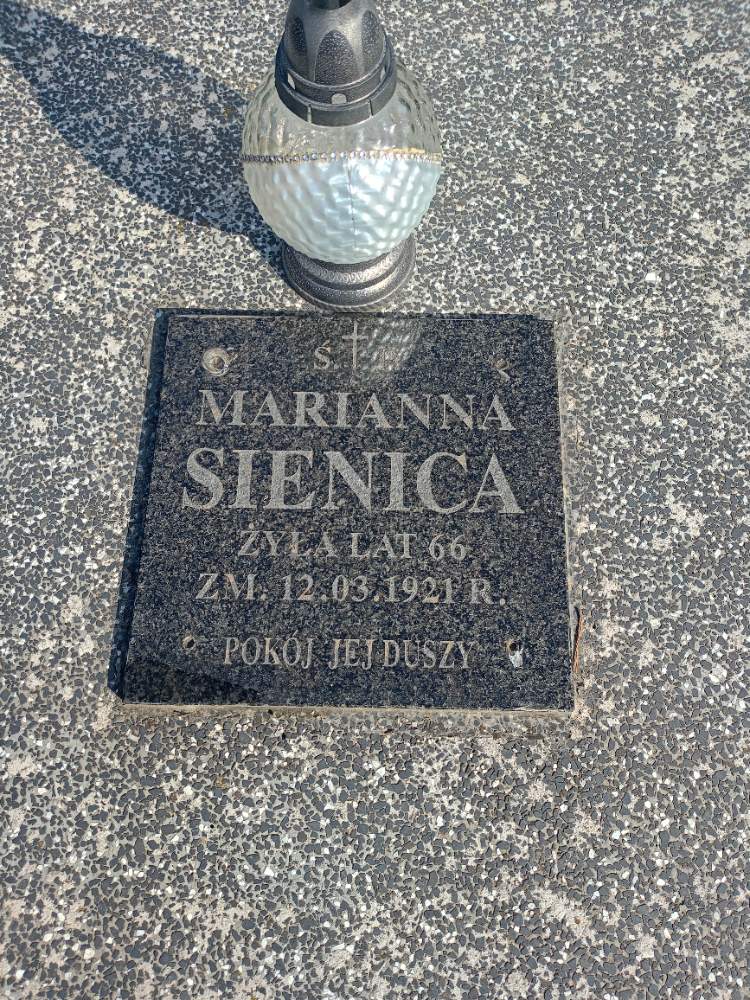 Ś P
MARIANNA
SIENICA
ŻYŁA LAT 66
ZM. 12.03.1921 R.
POKÓJ JEJ DUSZY